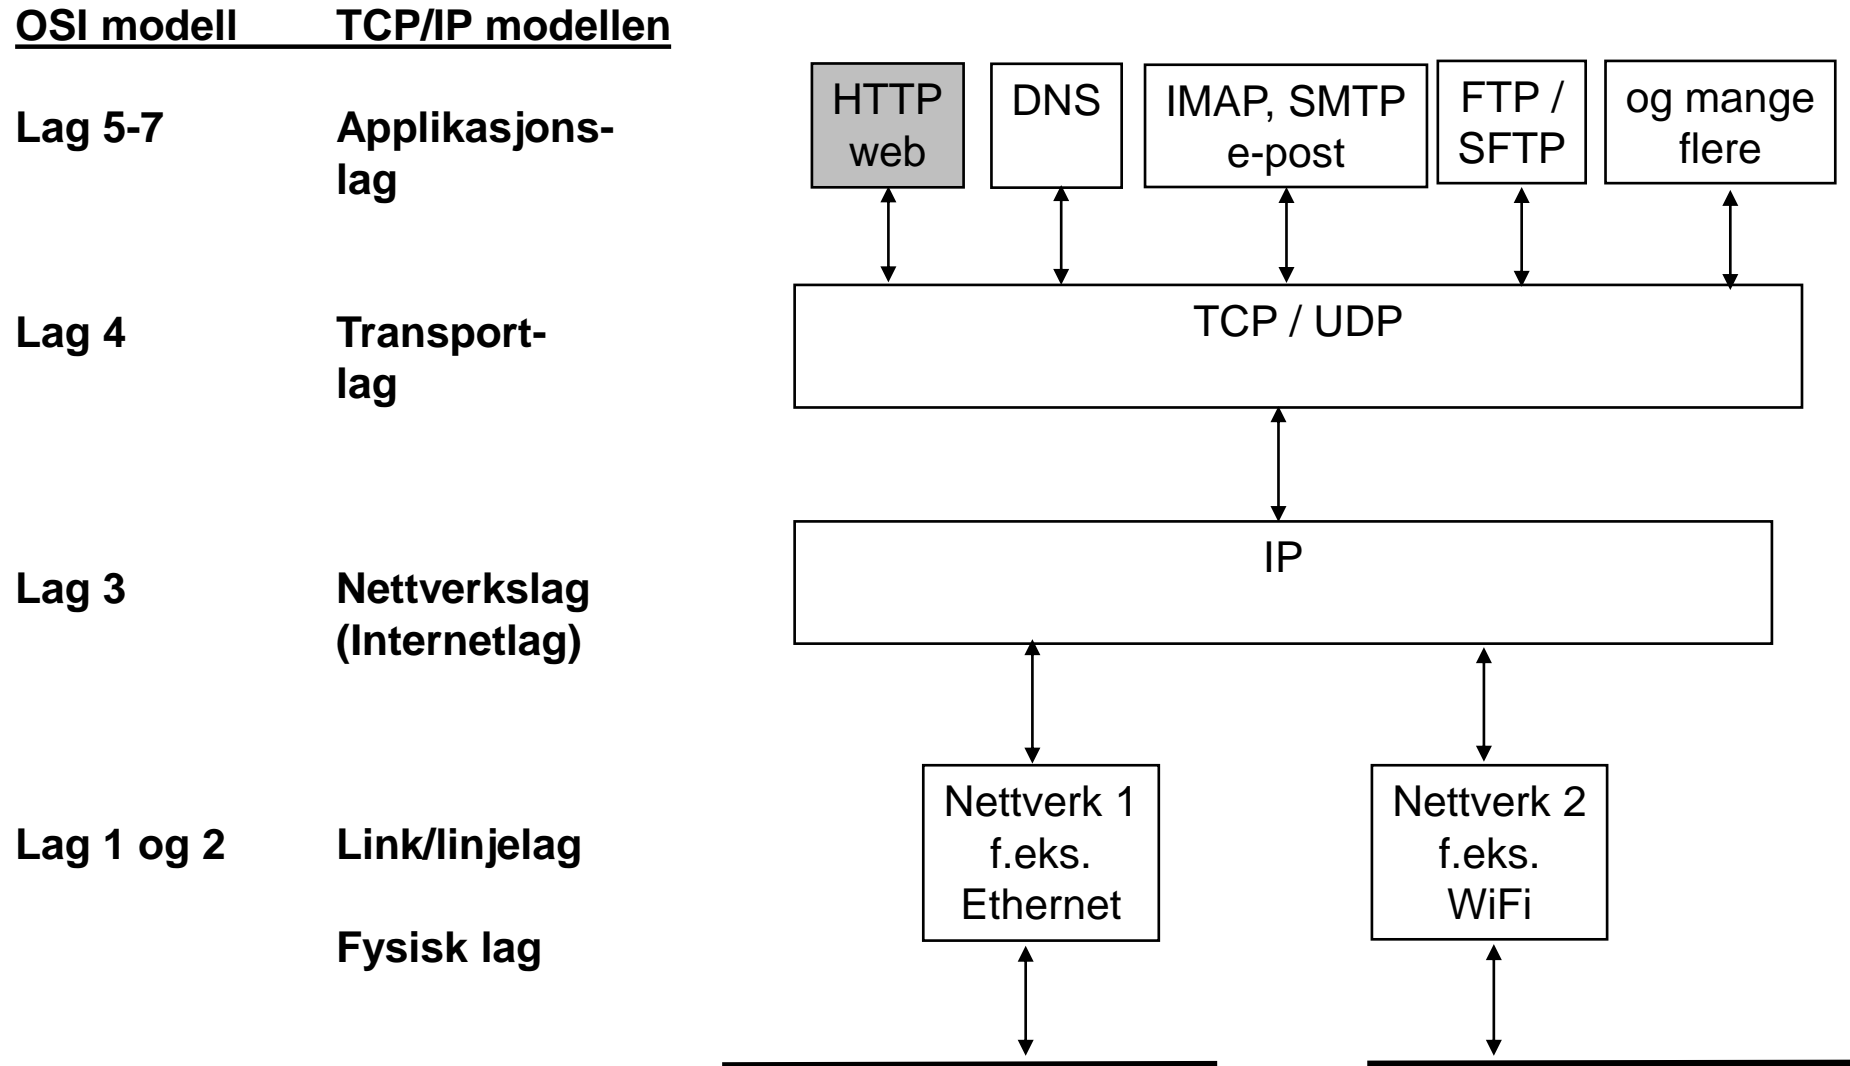 OSI modell TCP/IP modellen
HTTP
web
DNS
IMAP, SMTP
e-post
FTP /
SFTP
og mange
flere
Lag 5-7 Applikasjons-
lag
Lag 4 Transport-
lag
TCP / UDP
Lag 3 Nettverkslag
(Internetlag)
IP
Lag 1 og 2 Link/linjelag
Fysisk lag
Nettverk 1
f.eks.
Ethernet
Nettverk 2
f.eks.
WiFi